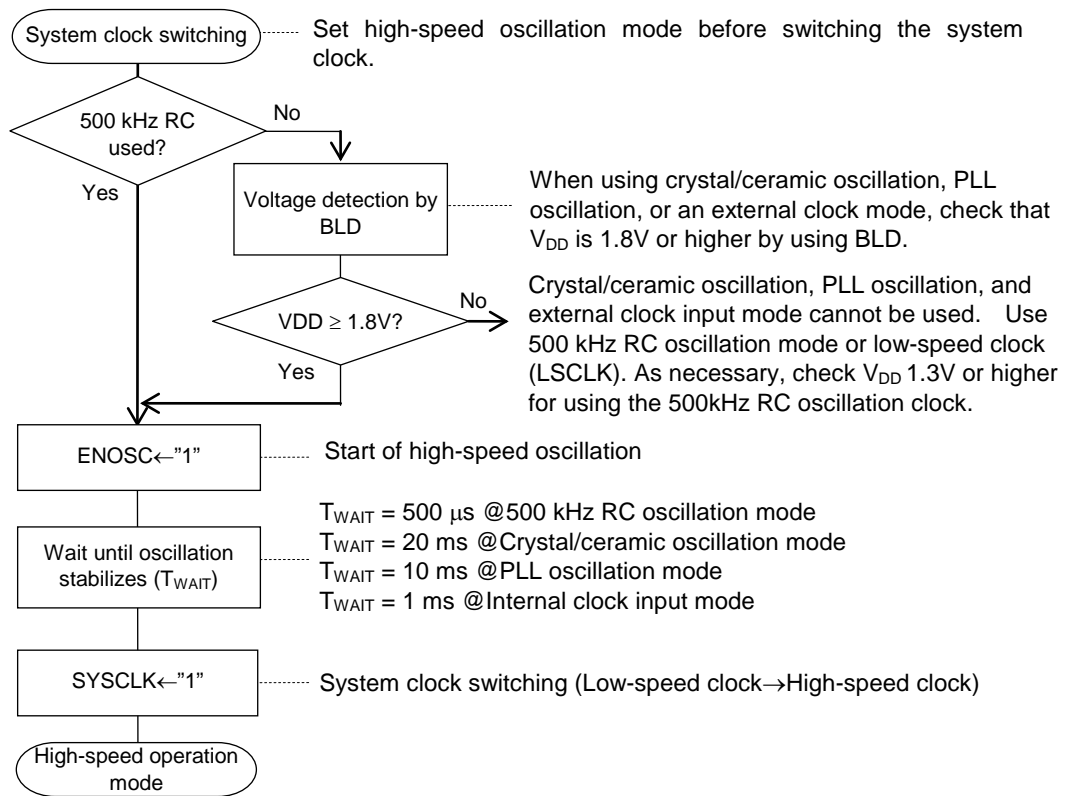 System clock switching
Set high-speed oscillation mode before switching the system
clock.
500 kHz RC
used?
No
Yes
Voltage detection by
BLD
When using crystal/ceramic oscillation, PLL
oscillation, or an external clock mode, check that
VDD is 1.8V or higher by using BLD.
VDD ≥ 1.8V?
No
Yes
Crystal/ceramic oscillation, PLL oscillation, and
external clock input mode cannot be used. Use
500 kHz RC oscillation mode or low-speed clock
(LSCLK). As necessary, check VDD 1.3V or higher
for using the 500kHz RC oscillation clock.
ENOSC←"1"
Start of high-speed oscillation
Wait until oscillation
stabilizes (TWAIT)
TWAIT = 500 μs @500 kHz RC oscillation mode
TWAIT = 20 ms @Crystal/ceramic oscillation mode
TWAIT = 10 ms @PLL oscillation mode
TWAIT = 1 ms @Internal clock input mode
SYSCLK←"1"
System clock switching (Low-speed clock→High-speed clock)
High-speed operation
mode